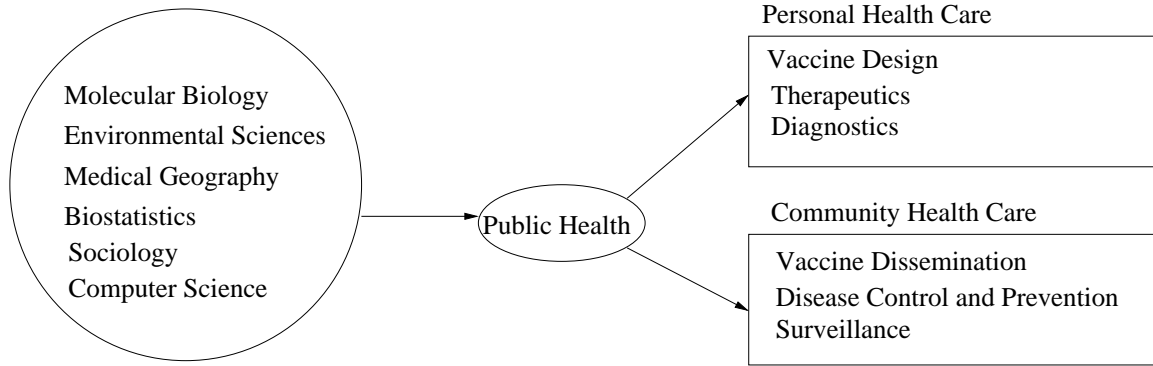 Molecular Biology
Environmental Sciences
Medical Geography
Biostatistics
Sociology
Computer Science
Public Health
Personal Health Care
Vaccine Design
Therapeutics
Diagnostics
Community Health Care
Vaccine Dissemination
Disease Control and Prevention
Surveillance